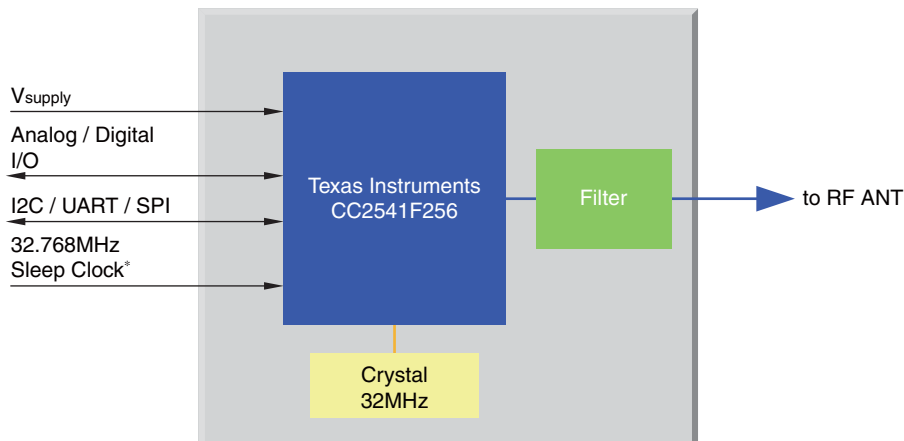 Vsupply
Analog / Digital
I/O
I2C / UART / SPI
32.768MHz
Sleep Clock*
Texas Instruments
CC2541F256
Filter
to RF ANT
Crystal
32MHz